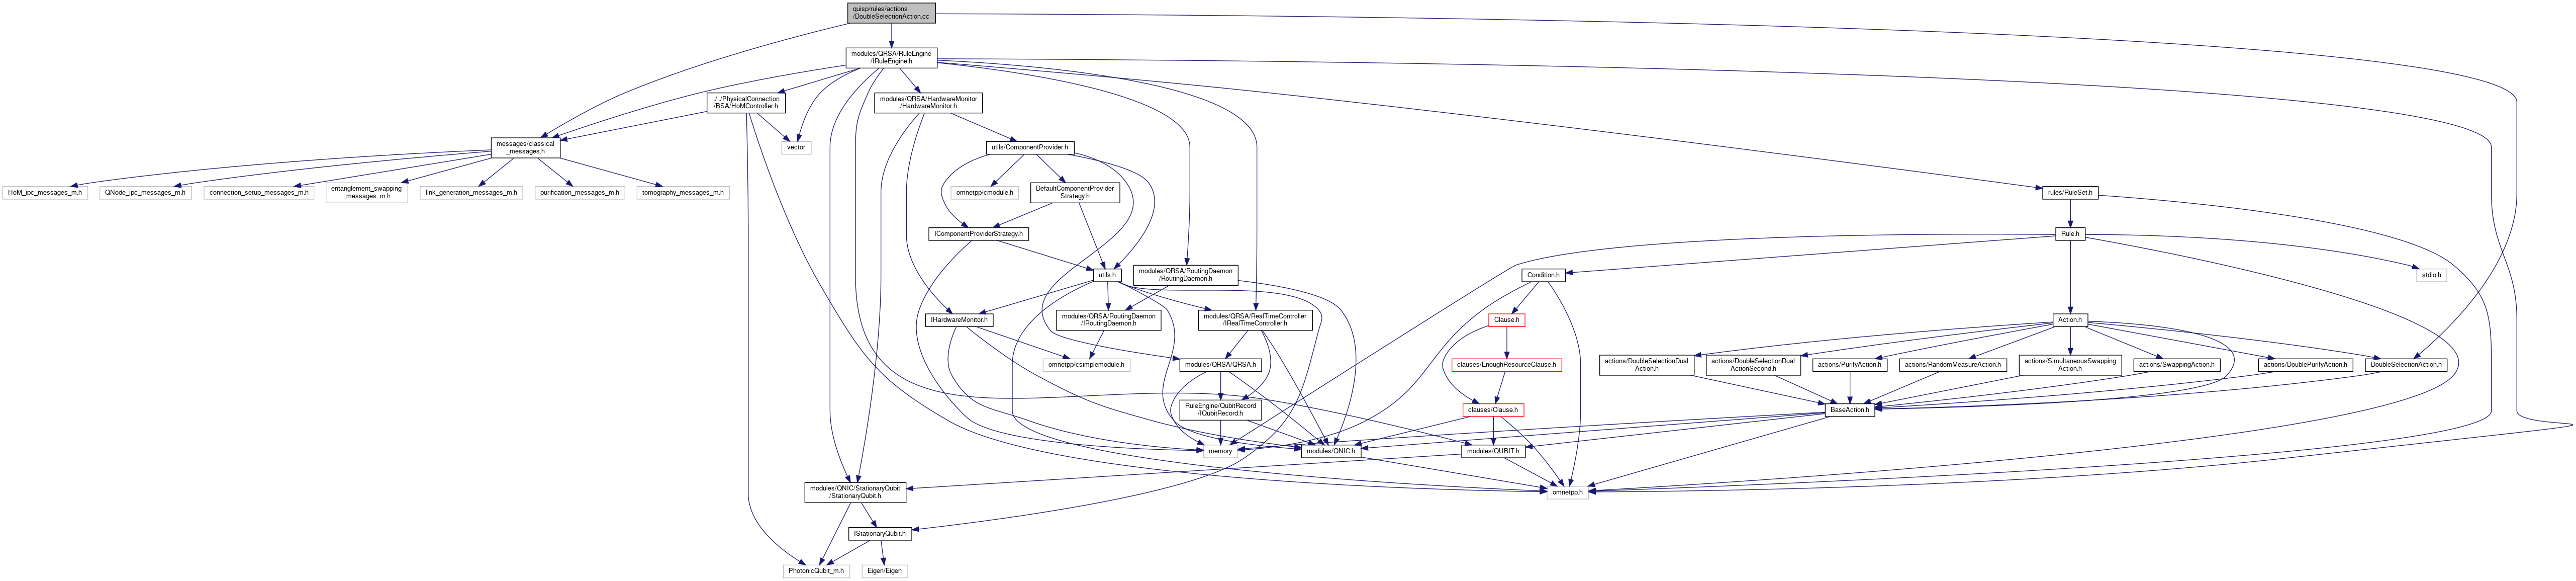 quisp/rules/actions
/DoubleSelectionAction.cc
modules/QRSA/RuleEngine
/IRuleEngine.h
../../PhysicalConnection
/BSA/HoMController.h
modules/QRSA/HardwareMonitor
/HardwareMonitor.h
messages/classical
_messages.h
vector
utils/ComponentProvider.h
HoM_ipc_messages_m.h
QNode_ipc_messages_m.h
connection_setup_messages_m.h
entanglement_swapping
_messages_m.h
link_generation_messages_m.h
purification_messages_m.h
tomography_messages_m.h
omnetpp/cmodule.h
DefaultComponentProvider
Strategy.h
rules/RuleSet.h
IComponentProviderStrategy.h
Rule.h
utils.h
modules/QRSA/RoutingDaemon
/RoutingDaemon.h
Condition.h
stdio.h
IHardwareMonitor.h
modules/QRSA/RoutingDaemon
/IRoutingDaemon.h
modules/QRSA/RealTimeController
/IRealTimeController.h
Clause.h
Action.h
omnetpp/csimplemodule.h
modules/QRSA/QRSA.h
clauses/EnoughResourceClause.h
actions/DoubleSelectionDual
Action.h
actions/DoubleSelectionDual
ActionSecond.h
actions/PurifyAction.h
actions/RandomMeasureAction.h
actions/SimultaneousSwapping
Action.h
actions/SwappingAction.h
actions/DoublePurifyAction.h
DoubleSelectionAction.h
RuleEngine/QubitRecord
/IQubitRecord.h
clauses/Clause.h
BaseAction.h
memory
modules/QNIC.h
modules/QUBIT.h
modules/QNIC/StationaryQubit
/StationaryQubit.h
omnetpp.h
IStationaryQubit.h
PhotonicQubit_m.h
Eigen/Eigen